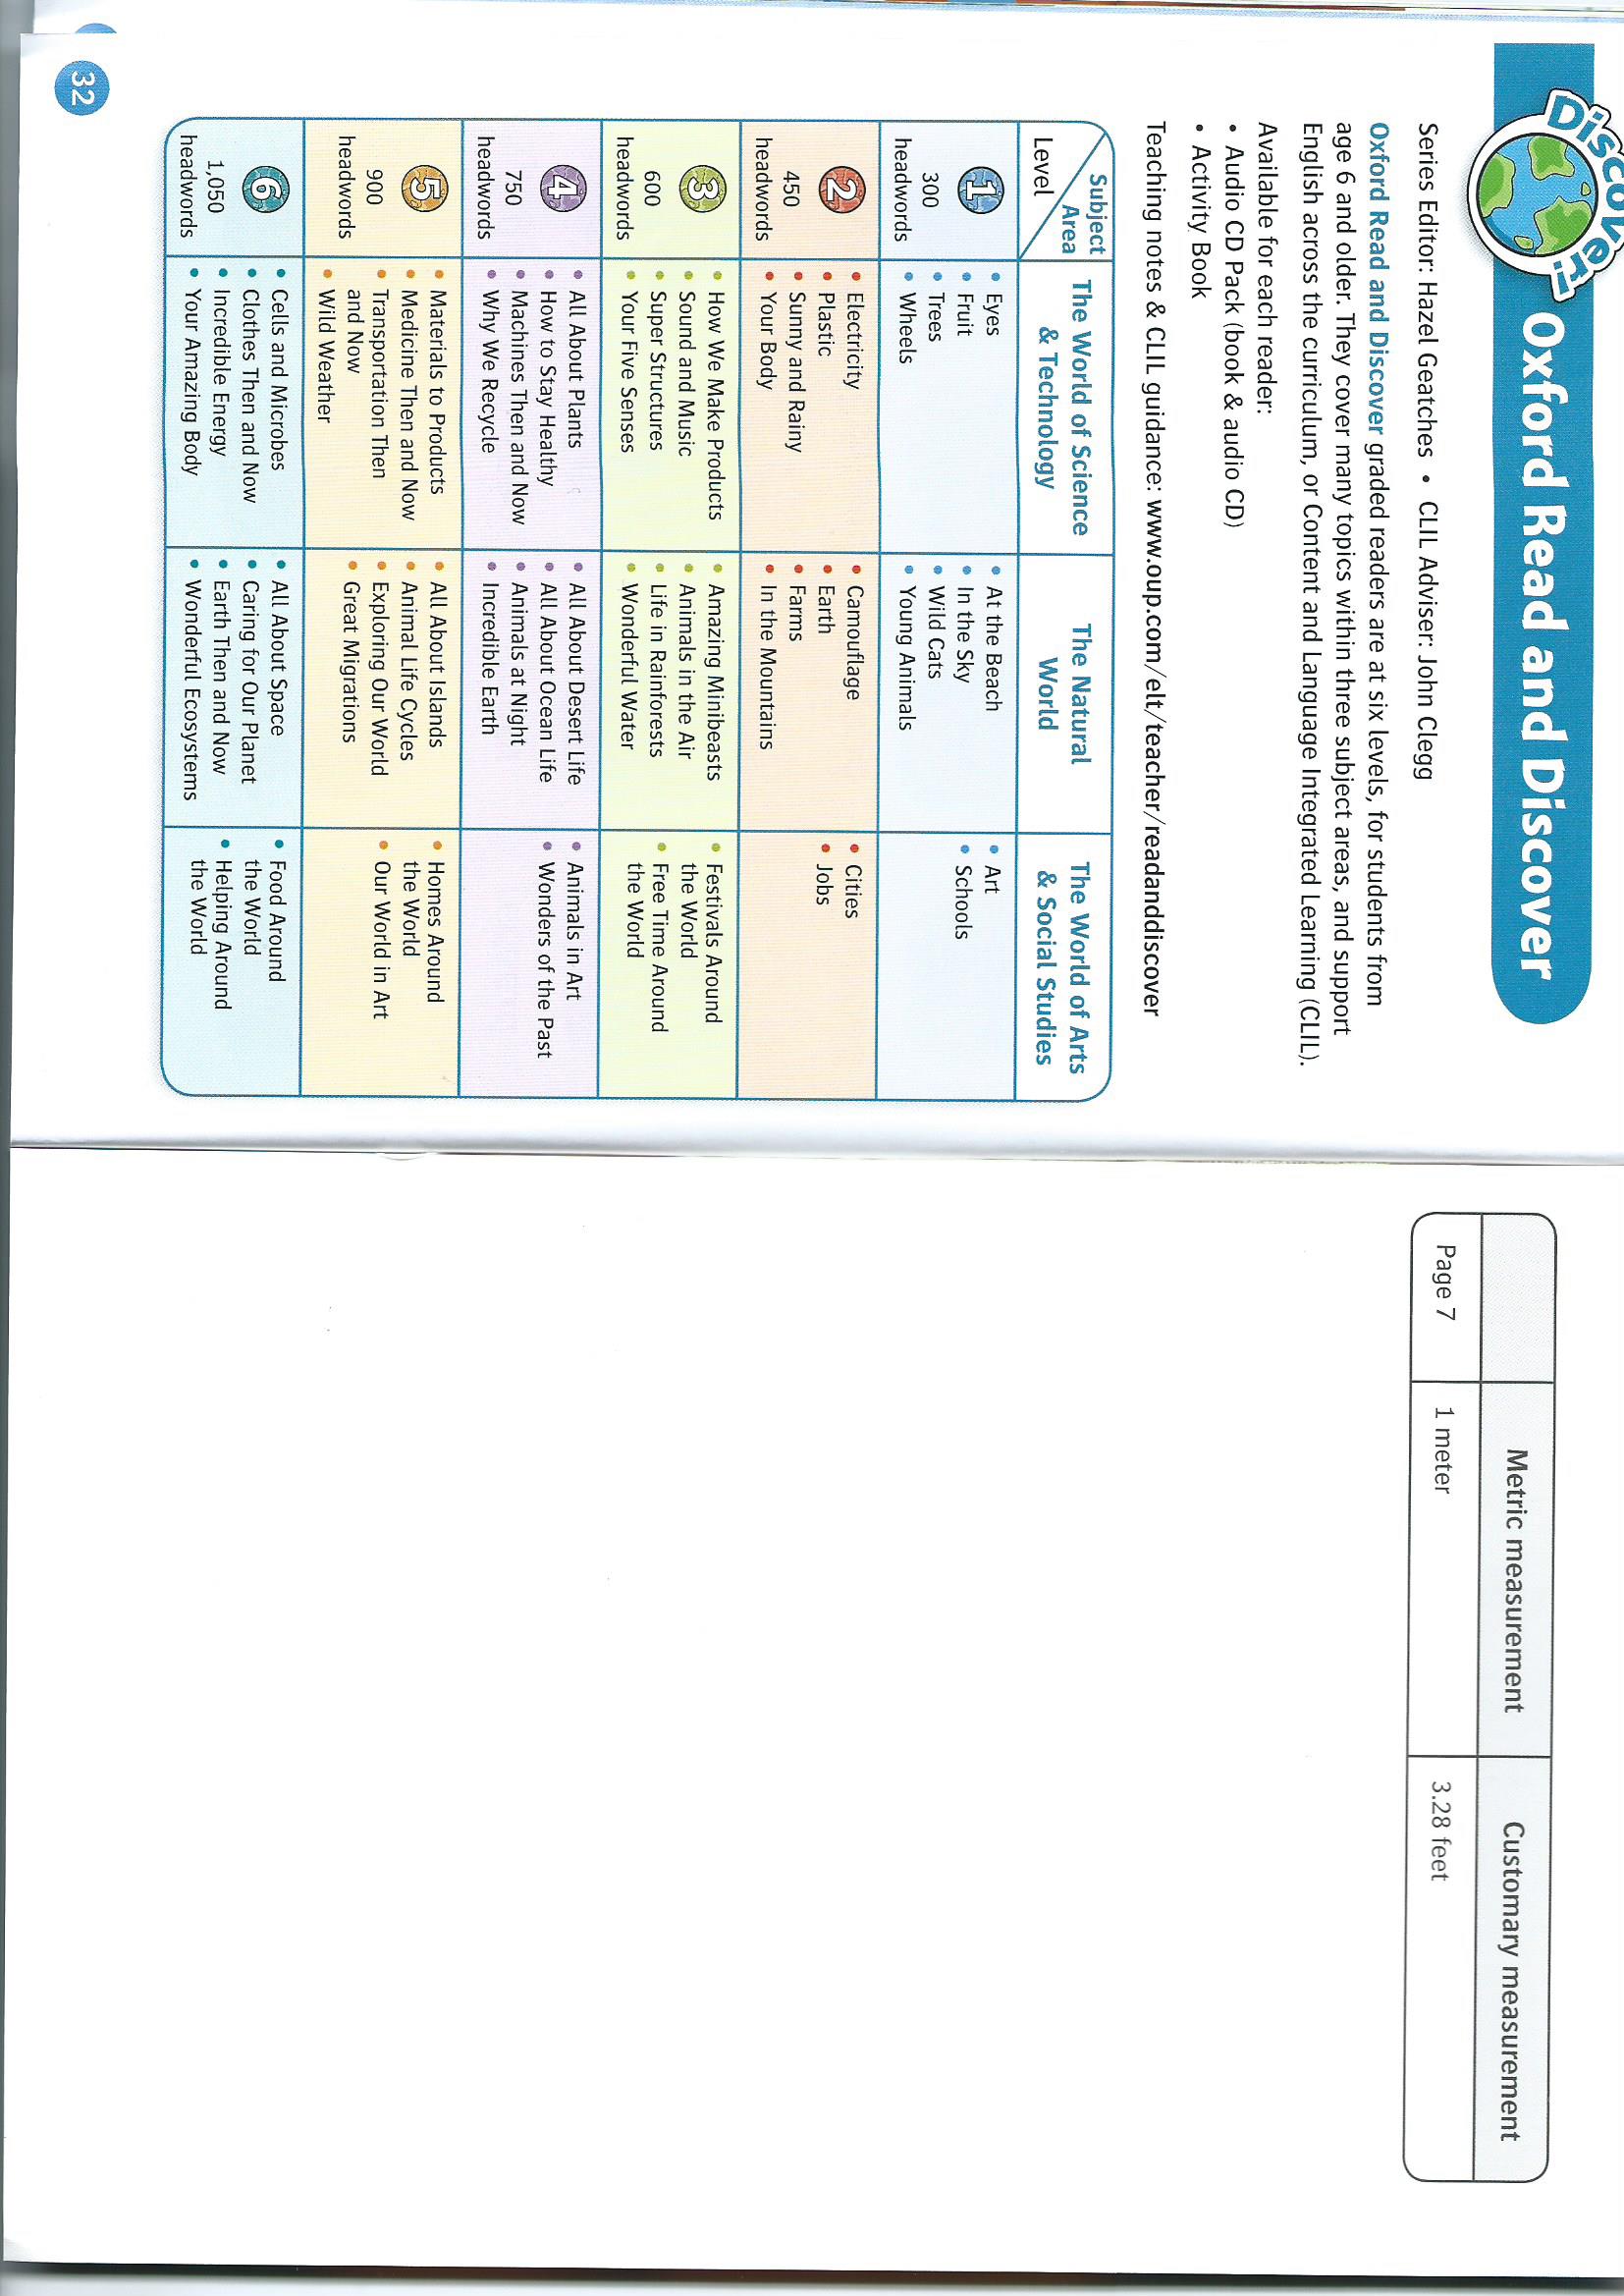 Discover!
Oxford Read and Discover
Series Editor: Hazel Geatches • CLIL Adviser: John Clegg
Oxford Read and Discover graded readers are at six levels, for students from
age 6 and older. They cover many topics within three subject areas, and support
English across the curriculum, or Content and Language Integrated Learning (CLIL).
Available for each reader:
• Audio CD Pack (book & audio CD)
• Activity Book
Teaching notes & CLIL guidance: www.oup.com/elt/teacher/readanddiscover
Subject
Area
Level
The World of Science
& Technology
The Natural
World
The World of Arts
& Social Studies
1
300
headwords
• Eyes
• Fruit
• Trees
• Wheels
• At the Beach
• In the Sky
• Wild Cats
• Young Animals
• Art
• Schools
2
450
headwords
• Electricity
• Plastic
• Sunny and Rainy
• Your Body
• Camouflage
• Earth
• Farms
• In the Mountains
• Cities
• Jobs
3
600
headwords
• How We Make Products
• Sound and Music
• Super Structures
• Your Five Senses
• Amazing Minibeasts
• Animals in the Air
• Life in Rainforests
• Wonderful Water
• Festivals Around
the World
• Free Time Around
the World
4
750
headwords
• All About Plants
• How to Stay Healthy
• Machines Then and Now
• Why We Recycle
• All About Desert Life
• All About Ocean Life
• Animals at Night
• Incredible Earth
• Animals in Art
• Wonders of the Past
5
900
headwords
• Materials to Products
• Medicine Then and Now
• Transportation Then
and Now
• Wild Weather
• All About Islands
• Animal Life Cycles
• Exploring Our World
• Great Migrations
• Homes Around
the World
• Our World in Art
6
1,050
headwords
• Cells and Microbes
• Clothes Then and Now
• Incredible Energy
• Your Amazing Body
• All About Space
• Caring for Our Planet
• Earth Then and Now
• Wonderful Ecosystems
• Food Around
the World
• Helping Around
the World
32
Metric measurement
Customary measurement
Page 7
1 meter
3.28 feet